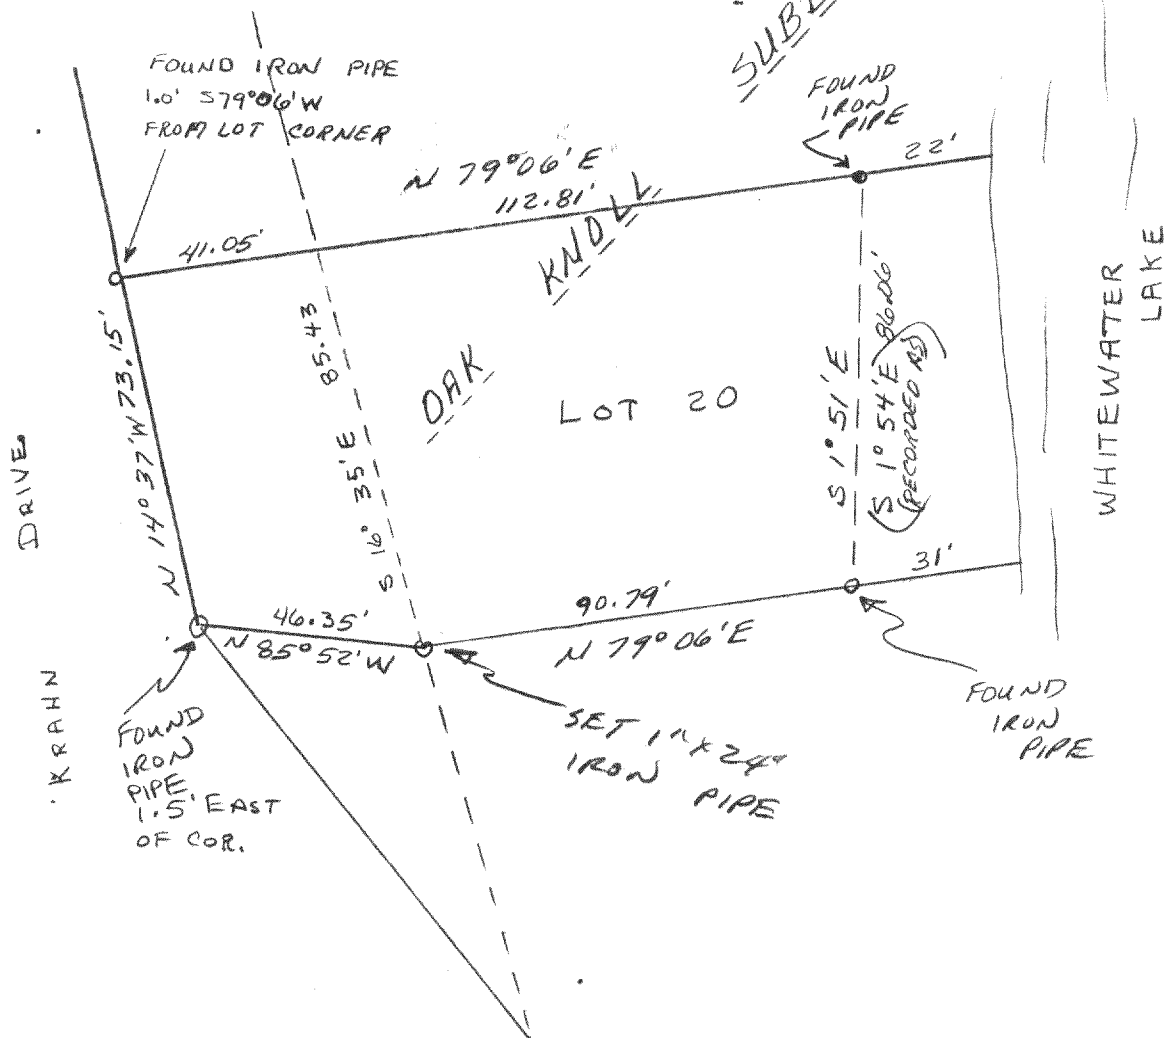 SUBD
FOUND IRON PIPE
1.0' S79°06'W
FROM LOT CORNER
FOUND
IRON
PIPE
22'
N 79°06'E
112.81'
41.05'
KNOLL
OAK
LOT 20
85.43
S 16° 35'E
N 14°37'W 73.15'
S 1° 51'E
S 1° 54'E 86.06'
(RECORDED AS)
WHITEWATER
LAKE
DRIVE
KRAHN
46.35'
N 85°52'W
90.79'
N 79°06'E
31'
FOUND
IRON
PIPE
1.5' EAST
OF COR.
SET 1" X 24"
IRON PIPE
FOUND
IRON
PIPE